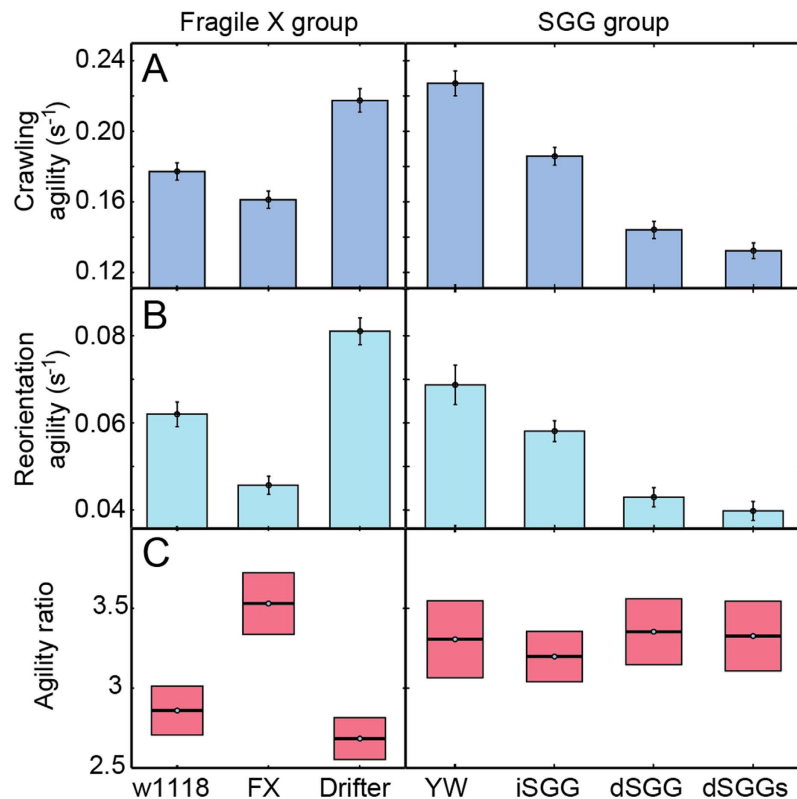 Fragile X group SGG group
A
Crawling
agility (s⁻¹)
0.24
0.20
0.16
0.12
B
Reorientation
agility (s⁻¹)
0.08
0.06
0.04
C
Agility ratio
3.5
3
2.5
w1118 FX Drifter YW iSGG dSGG dSGGs